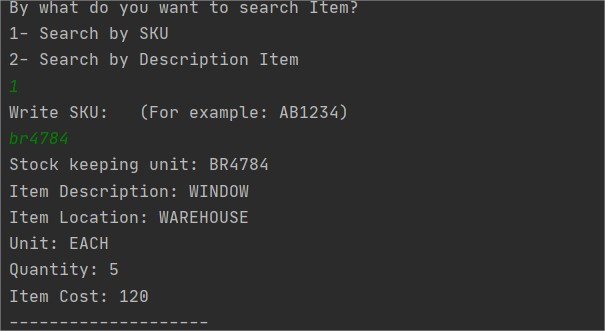 By what do you want to search Item?
1- Search by SKU
2- Search by Description Item
1
Write SKU:   (For example: AB1234)
br4784
Stock keeping unit: BR4784
Item Description: WINDOW
Item Location: WAREHOUSE
Unit: EACH
Quantity: 5
Item Cost: 120
--------------------